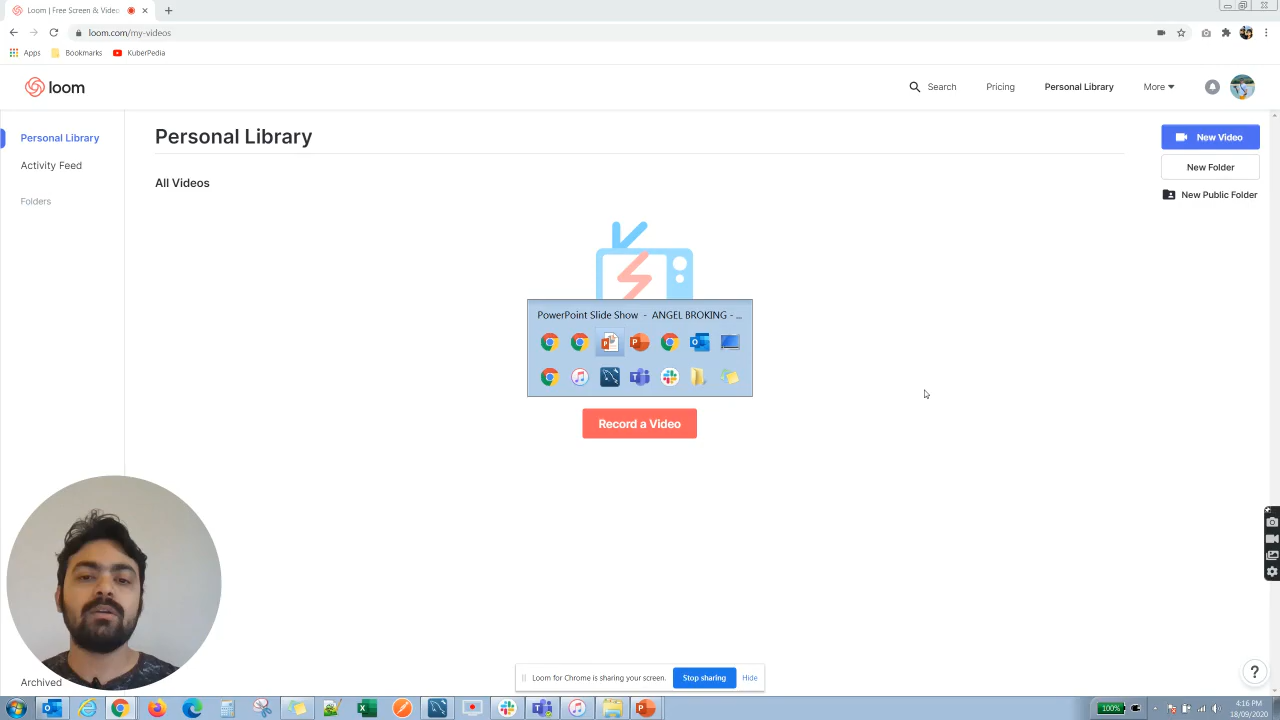 Loom | Free Screen & Video
loom.com/my-videos
Apps
Bookmarks
KuberPedia
loom
Search
Pricing
Personal Library
More
Personal Library
Activity Feed
Folders
Personal Library
All Videos
New Video
New Folder
New Public Folder
PowerPoint Slide Show - ANGEL BROKING - ...
Record a Video
Archived
Loom for Chrome is sharing your screen.
Stop sharing
Hide
?
100%
4:16 PM
18/09/2020